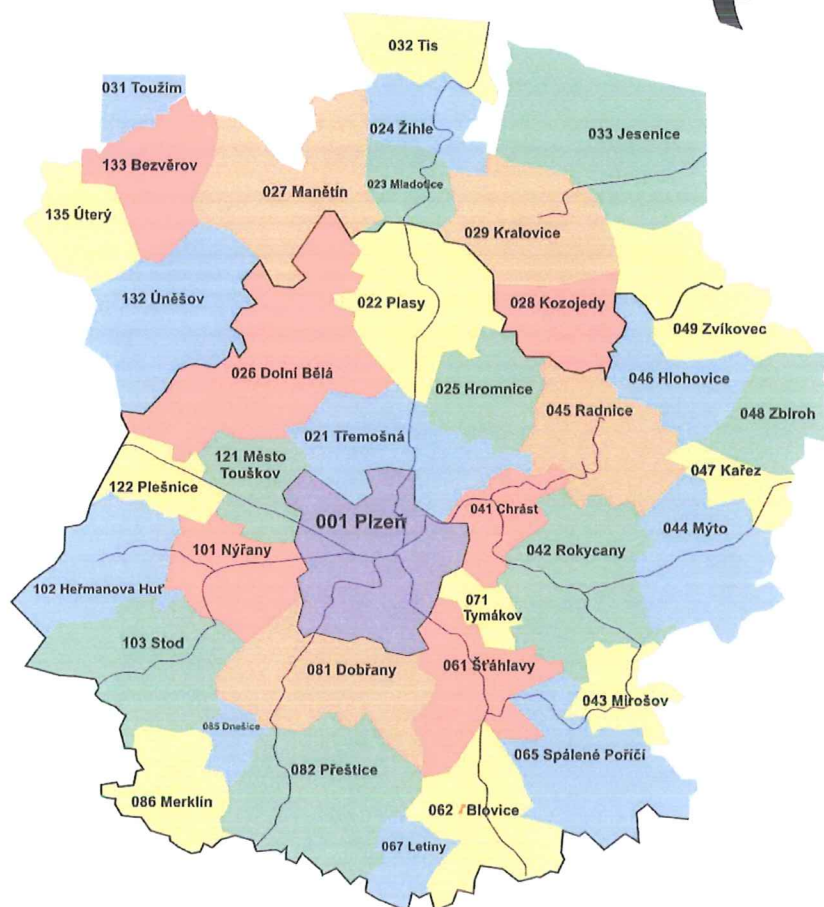 032 Tis
031 Toužim
024 Žihle
033 Jesenice
133 Bezvěrov
023 Mladotice
027 Manětín
135 Úterý
029 Kralovice
132 Úněšov
022 Plasy
028 Kozojedy
049 Zvíkovec
026 Dolní Bělá
046 Hlohovice
025 Hromnice
045 Radnice
048 Zbiroh
021 Třemošná
121 Město
Touškov
047 Kařez
122 Plešnice
041 Chrást
001 Plzeň
044 Mýto
101 Nýřany
042 Rokycany
102 Heřmanova Huť
071
Tymákov
103 Stod
081 Dobřany
061 Šťáhlavy
043 Mirošov
085 Dnešice
065 Spálené Poříčí
082 Přeštice
086 Merklín
062 Blovice
067 Letiny